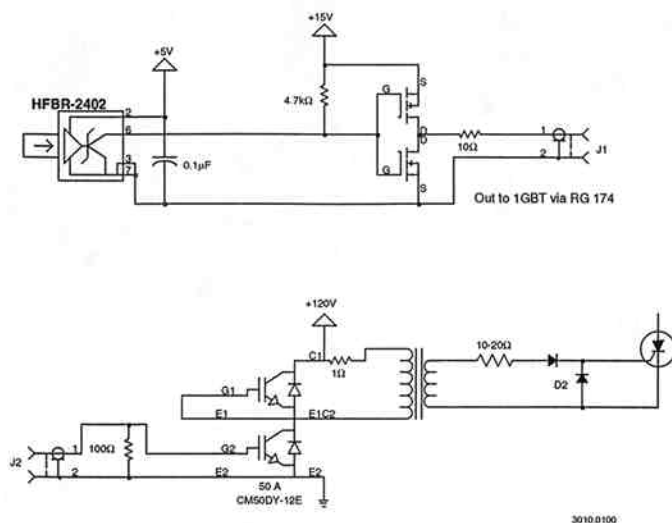 +15V
+5V
HFBR-2402
2
G
S
4.7kΩ
6
D
D
1
10Ω
2
J1
3
7
0.1µF
G
S
Out to 1GBT via RG 174
+120V
C1
1Ω
10-20Ω
G1
D2
E1
E1C2
1
100Ω
G2
J2
2
E2
E2
50 A
CM50DY-12E
3010.0100